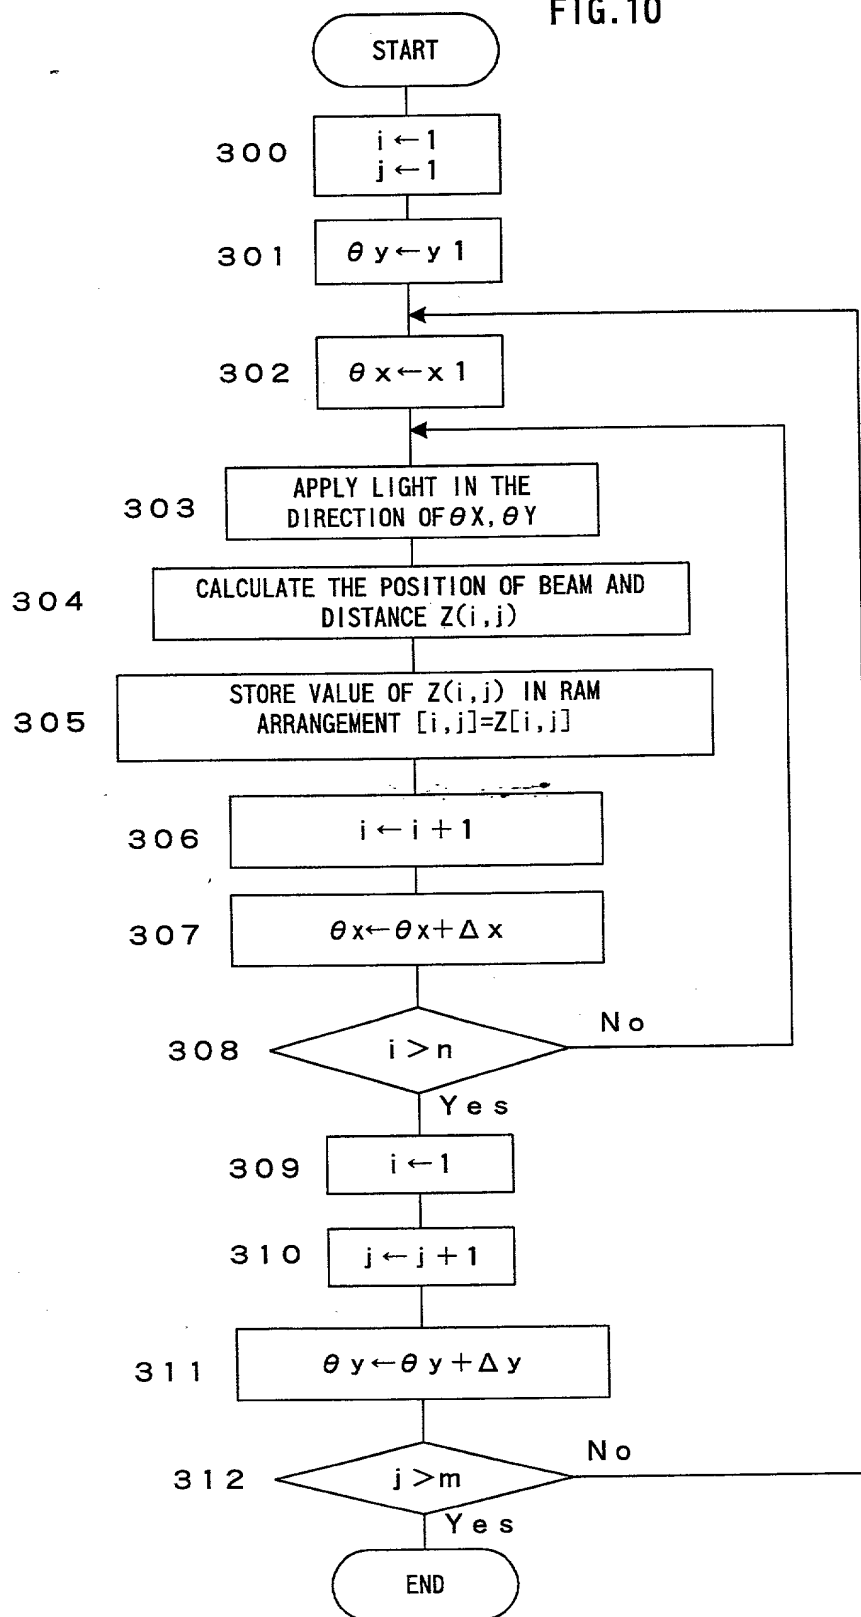 FIG.10
START
300
i←1
j←1
301
θy←y1
302
θx←x1
303
APPLY LIGHT IN THE
DIRECTION OF θX, θY
304
CALCULATE THE POSITION OF BEAM AND
DISTANCE Z(i,j)
305
STORE VALUE OF Z(i,j) IN RAM
ARRANGEMENT [i,j]=Z[i,j]
306
i←i+1
307
θx←θx+Δx
308
i>n
No
Yes
309
i←1
310
j←j+1
311
θy←θy+Δy
312
j>m
No
Yes
END